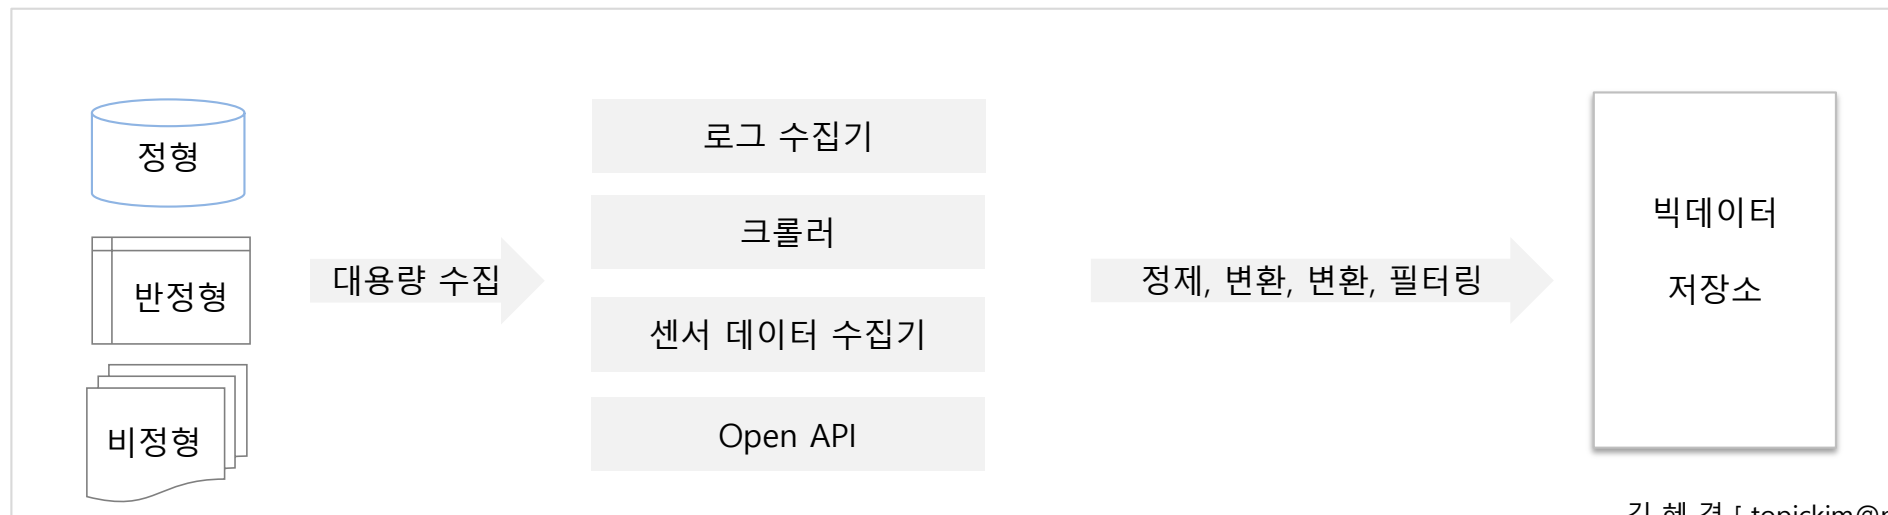 정형
반정형
비정형
대용량 수집
로그 수집기
크롤러
센서 데이터 수집기
Open API
정제, 변환, 변환, 필터링
빅데이터
저장소